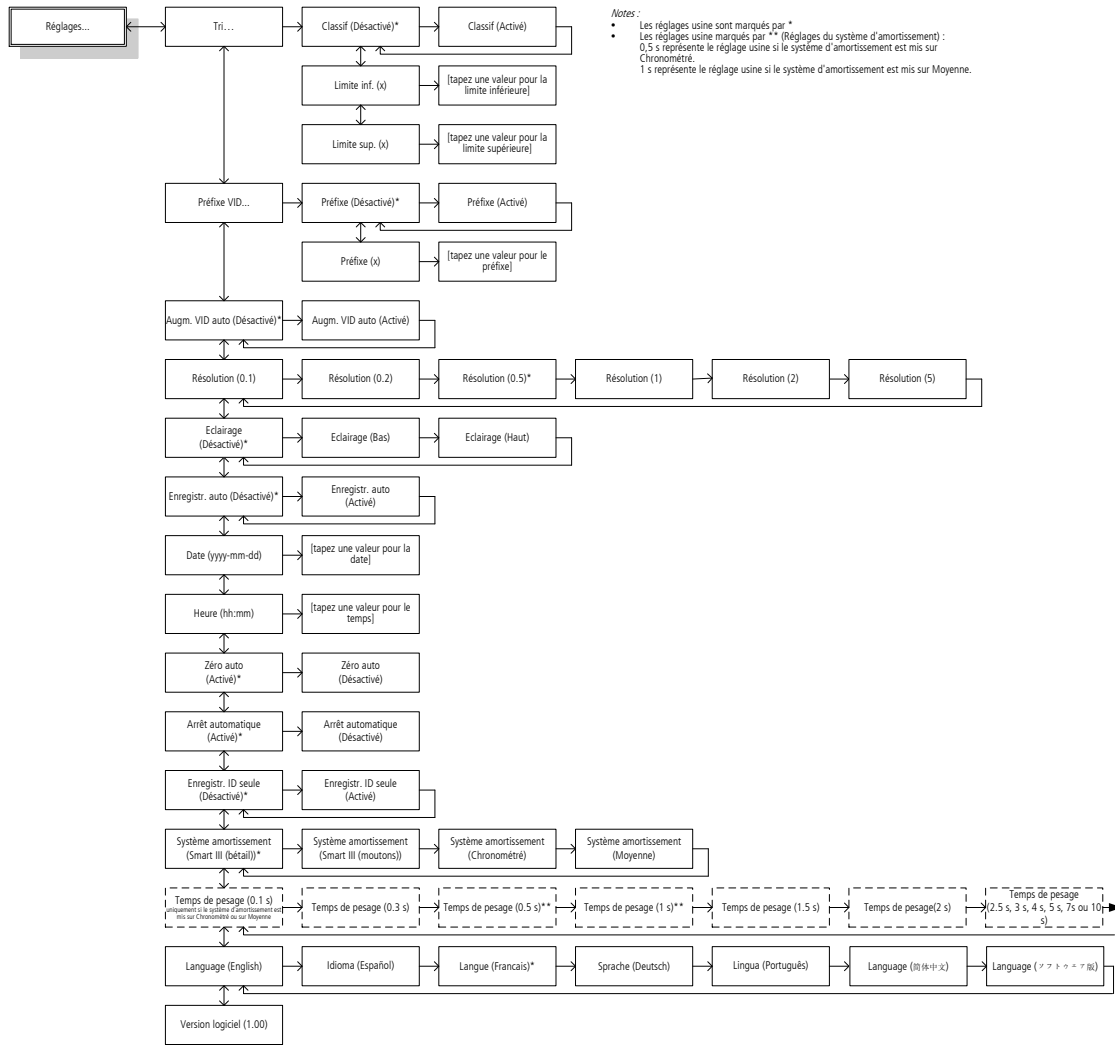 Réglages...
Tri…
Classif (Désactivé)*
Classif (Activé)
Notes :
• Les réglages usine sont marqués par *
• Les réglages usine marqués par ** (Réglages du système d'amortissement) :
0,5 s représente le réglage usine si le système d'amortissement est mis sur
Chronométré.
1 s représente le réglage usine si le système d'amortissement est mis sur Moyenne.
Limite inf. (x)
[tapez une valeur pour la
limite inférieure]
Limite sup. (x)
[tapez une valeur pour la
limite supérieure]
Préfixe VID...
Préfixe (Désactivé)*
Préfixe (Activé)
Préfixe (x)
[tapez une valeur pour le
préfixe]
Augm. VID auto (Désactivé)*
Augm. VID auto (Activé)
Résolution (0.1)
Résolution (0.2)
Résolution (0.5)*
Résolution (1)
Résolution (2)
Résolution (5)
Eclairage
(Désactivé)*
Eclairage (Bas)
Eclairage (Haut)
Enregistr. auto (Désactivé)*
Enregistr. auto
(Activé)
Date (yyyy-mm-dd)
[tapez une valeur pour la
date]
Heure (hh:mm)
[tapez une valeur pour le
temps]
Zéro auto
(Activé)*
Zéro auto
(Désactivé)
Arrêt automatique
(Activé)*
Arrêt automatique
(Désactivé)
Enregistr. ID seule
(Désactivé)*
Enregistr. ID seule
(Activé)
Système amortissement
(Smart III (bétail))*
Système amortissement
(Smart III (moutons))
Système amortissement
(Chronométré)
Système amortissement
(Moyenne)
Temps de pesage (0.1 s)
uniquement si le système d'amortissement est
mis sur Chronométré ou sur Moyenne
Temps de pesage (0.3 s)
Temps de pesage (0.5 s)**
Temps de pesage (1 s)**
Temps de pesage (1.5 s)
Temps de pesage(2 s)
Temps de pesage
(2.5 s, 3 s, 4 s, 5 s, 7s ou 10
s)
Language (English)
Idioma (Español)
Langue (Francais)*
Sprache (Deutsch)
Lingua (Português)
Language (简体中文)
Language (ソフトウェア版)
Version logiciel (1.00)